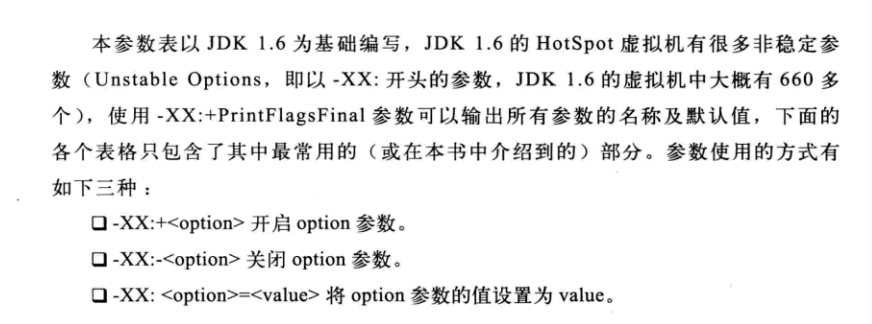 本参数表以 JDK 1.6 为基础编写，JDK 1.6 的 HotSpot 虚拟机有很多非稳定参
数（Unstable Options，即以 -XX: 开头的参数，JDK 1.6 的虚拟机中大概有 660 多
个），使用 -XX:+PrintFlagsFinal 参数可以输出所有参数的名称及默认值，下面的
各个表格只包含了其中最常用的（或在本书中介绍到的）部分。参数使用的方式有
如下三种：
❑ -XX:+<option> 开启 option 参数。
❑ -XX:-<option> 关闭 option 参数。
❑ -XX: <option>=<value> 将 option 参数的值设置为 value。